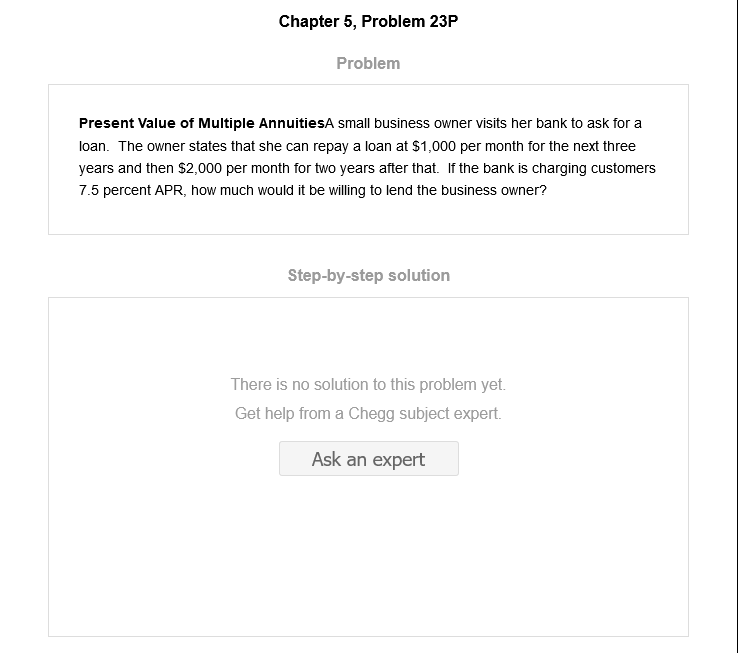 Chapter 5, Problem 23P
Problem
Present Value of Multiple AnnuitiesA small business owner visits her bank to ask for a
loan.  The owner states that she can repay a loan at $1,000 per month for the next three
years and then $2,000 per month for two years after that.  If the bank is charging customers
7.5 percent APR, how much would it be willing to lend the business owner?
Step-by-step solution
There is no solution to this problem yet.
Get help from a Chegg subject expert.
Ask an expert